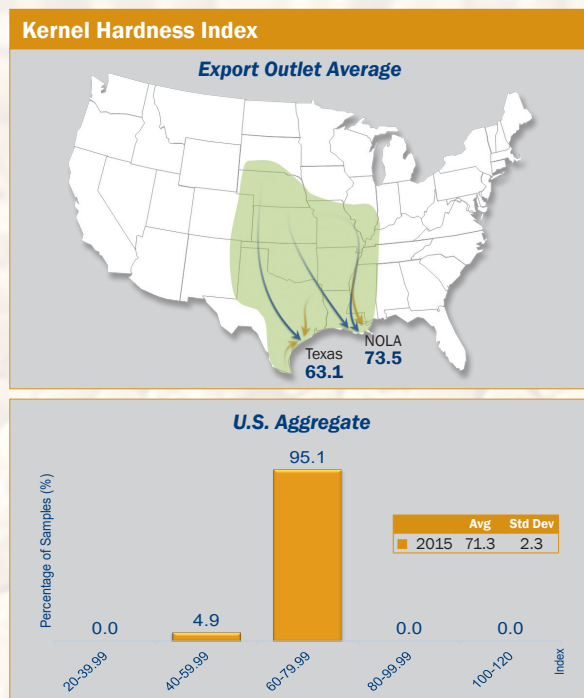 Kernel Hardness Index
Export Outlet Average
Texas
63.1
NOLA
73.5
U.S. Aggregate
Percentage of Samples (%)
0.0
4.9
95.1
0.0
0.0
Avg Std Dev
2015 71.3 2.3
20-39.99
40-59.99
60-79.99
80-99.99
100-120
Index